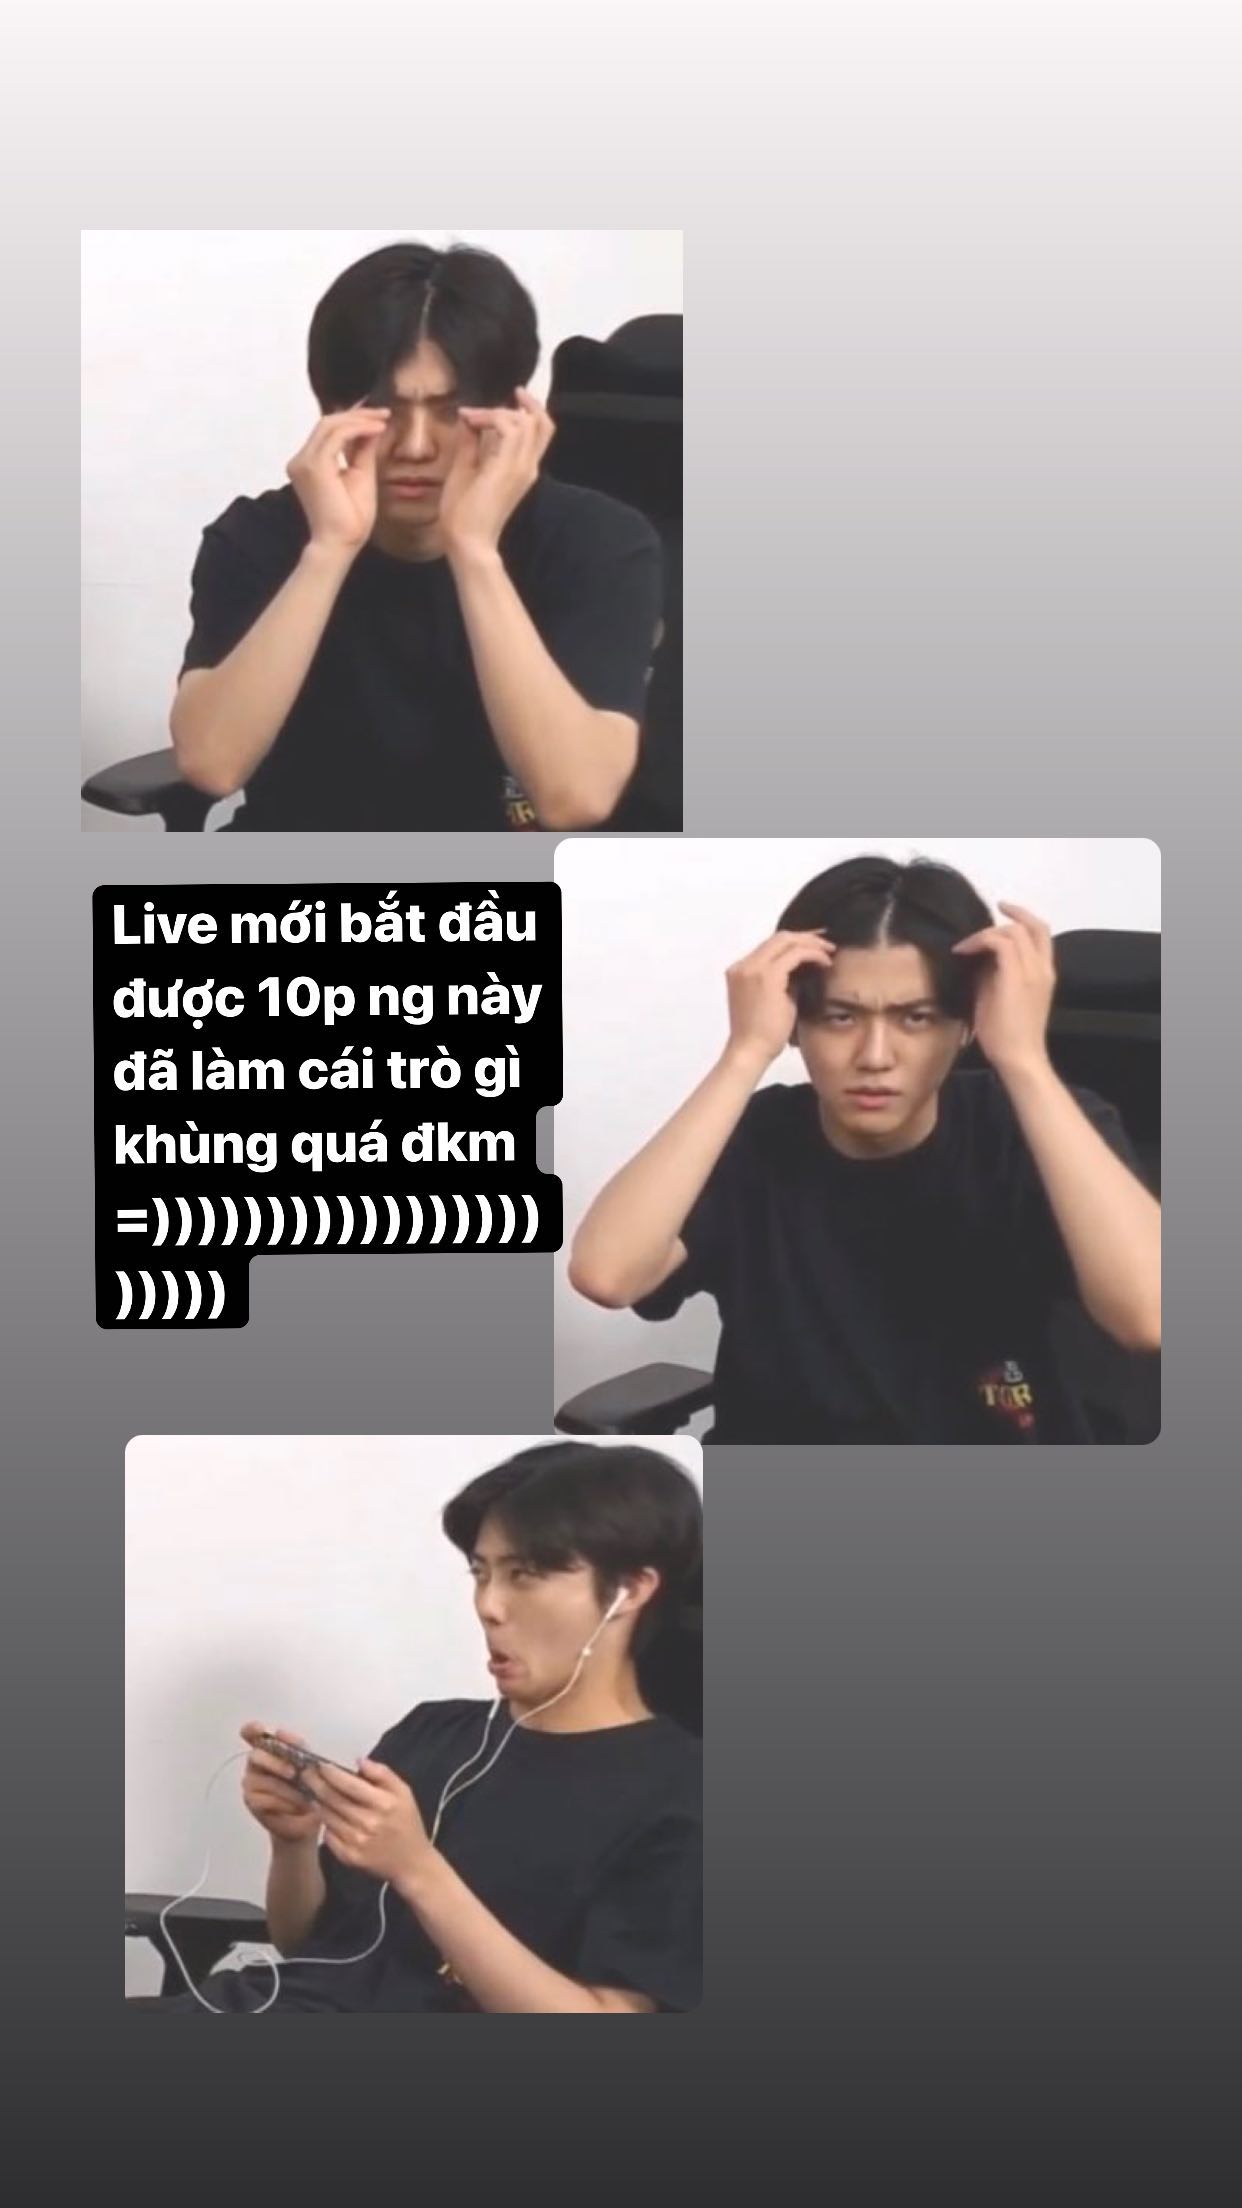 Live mới bắt đầu
được 10p ng này
đã làm cái trò gì
khùng quá đkm
=)))))))))))))))))
)))))